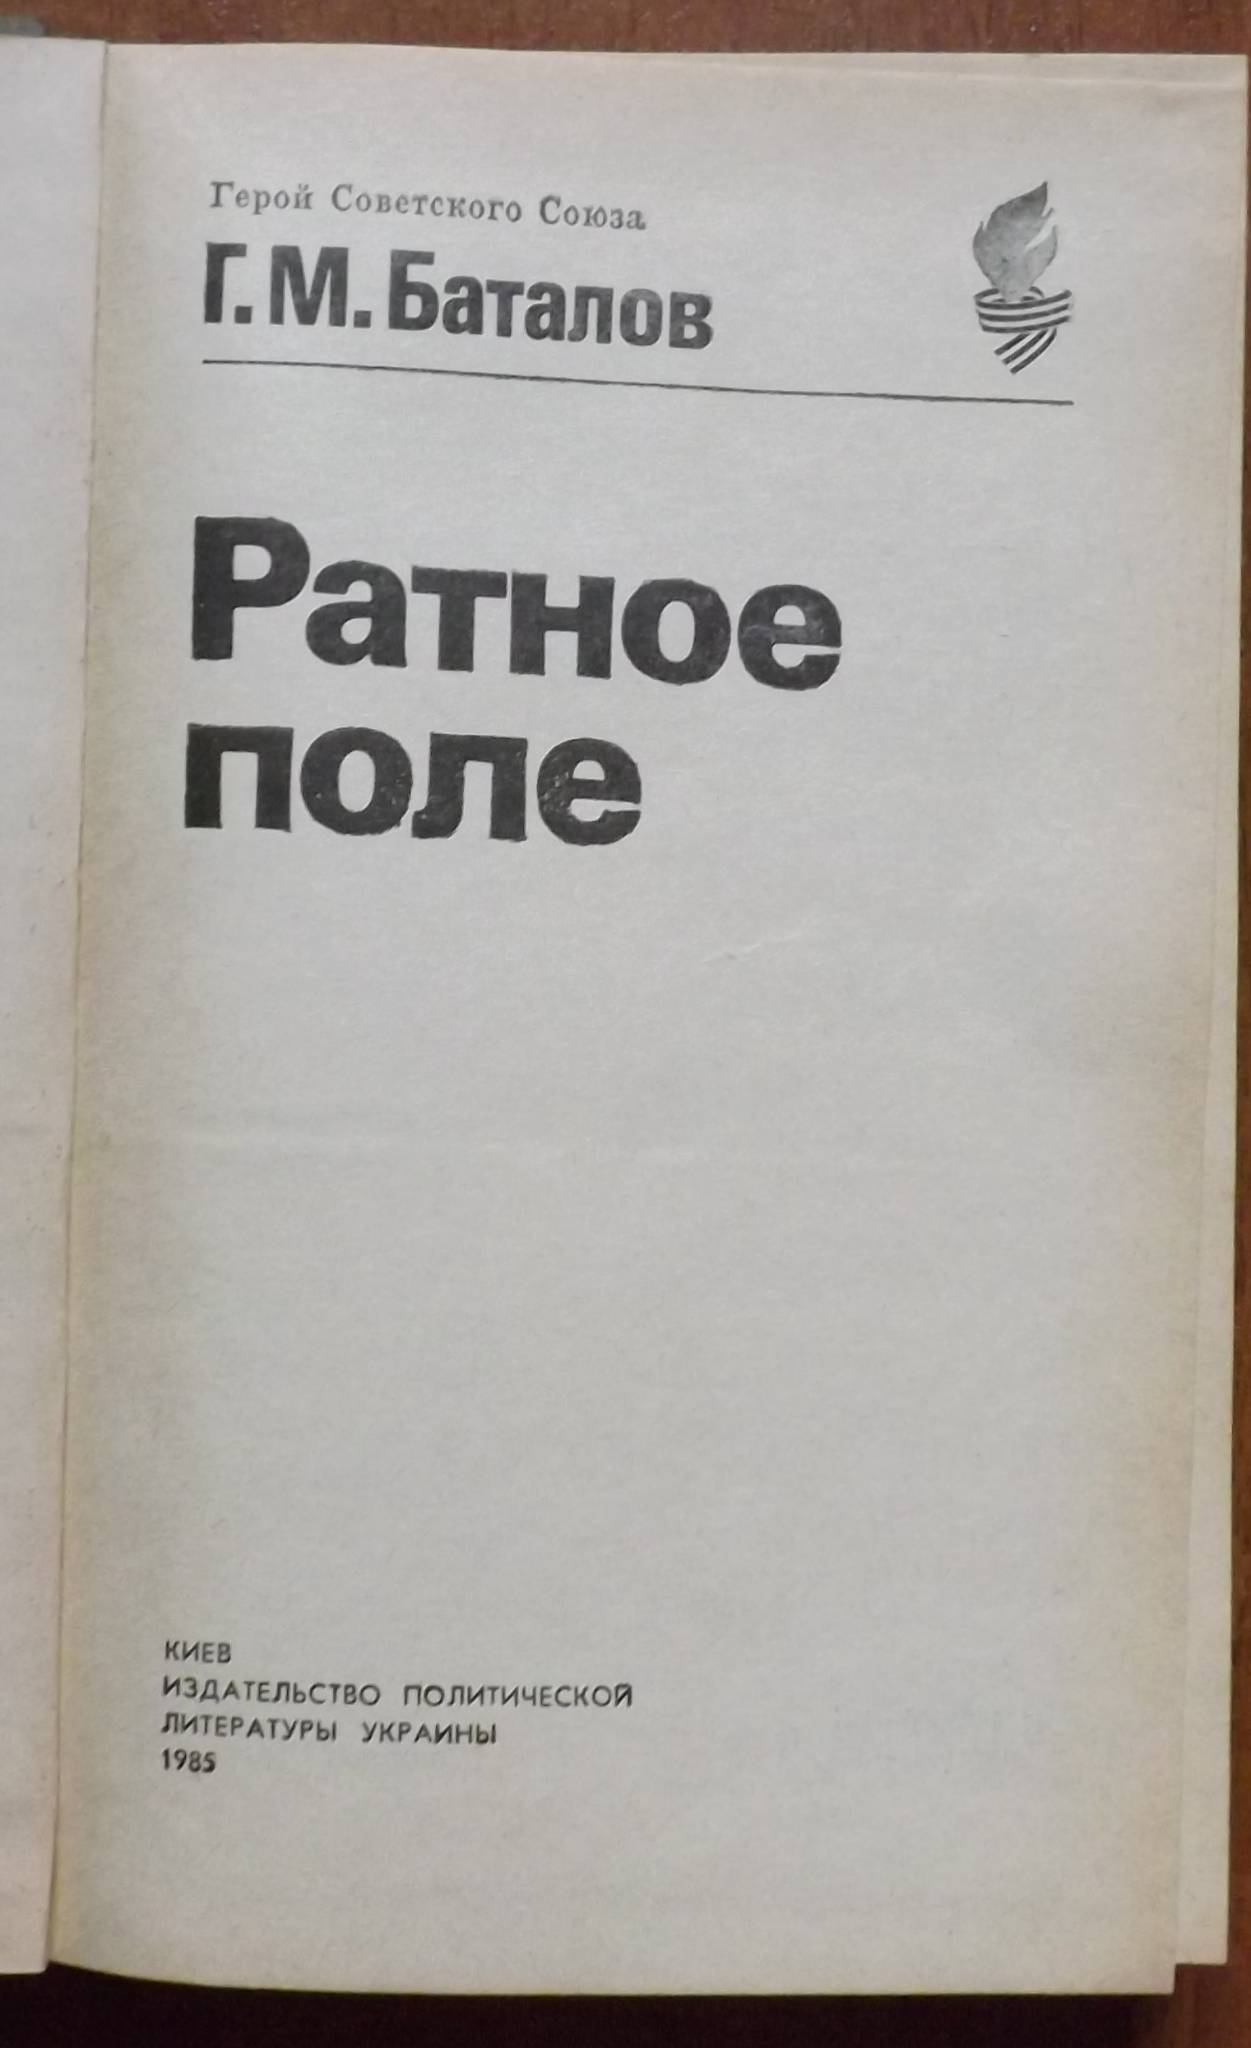 Герой Советского Союза
Г. М. Баталов
Ратное
поле
КИЕВ
ИЗДАТЕЛЬСТВО ПОЛИТИЧЕСКОЙ
ЛИТЕРАТУРЫ УКРАИНЫ
1985